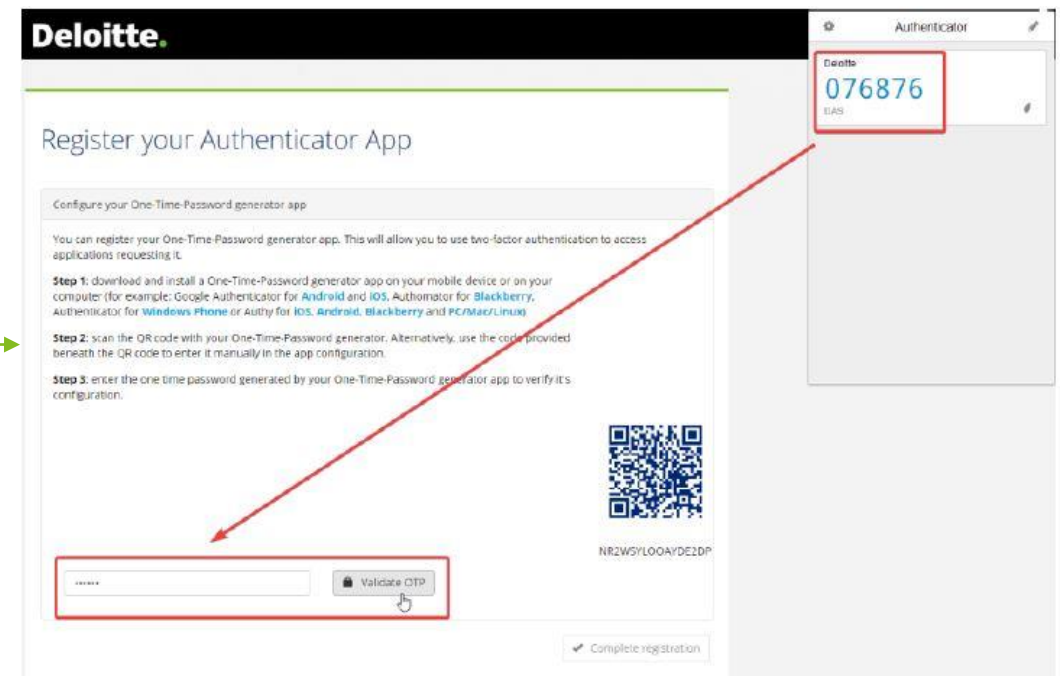 Deloitte.
Authenticator
Deloitte
076876
DAS
Register your Authenticator App
Configure your One-Time-Password generator app
You can register your One-Time-Password generator app. This will allow you to use two-factor authentication to access
applications requesting it.
Step 1: download and install a One-Time-Password generator app on your mobile device or on your
computer (for example: Google Authenticator for Android and iOS, Authomator for Blackberry,
Authenticator for Windows Phone or Authy for iOS, Android, Blackberry and PC/Mac/Linux)
Step 2: scan the QR code with your One-Time-Password generator. Alternatively, use the code provided
beneath the QR code to enter it manually in the app configuration.
Step 3: enter the one time password generated by your One-Time-Password generator app to verify it's
configuration.
NR2WSYLOOAYDE2DP
Validate OTP
Complete registration